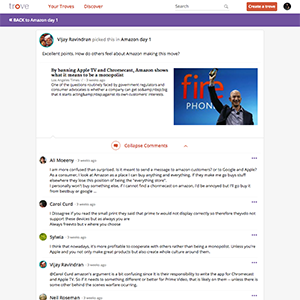 trove
Your Troves
Discover
Create a trove
« BACK to Amazon day 1
Vijay Ravindran picked this in Amazon day 1
Excellent points. How do others feel about Amazon making this move?
By banning Apple TV and Chromecast, Amazon shows
what it means to be a monopolist
Los Angeles Times / 3 weeks ago
One of the questions routinely faced by government regulators and
consumer advocates is whether a company can get
that it starts acting against its own customers' interests.
fire
PHONE
Collapse Comments
Ali Moeeny · 3 weeks ago
I am more confused than surprised. Is it meant to send a message to amazon customers? or to Google and Apple?
As a consumer, I look at Amazon as a place I can buy anything and everything, if they make me go buys stuff
elsewhere they lose this position of being the "everything store".
I personally won't buy something else, if I cannot find a chromecast on amazon, I'd be annoyed but I'll go buy it
from bestbuy or google ...
Carol Curd · 3 weeks ago
I Disagree if you read the small print they said that prime would not display correctly so therefore they do not
support these devices but as always you are
Always friends but x where you choose
Sylwia · 3 weeks ago
I think that nowadays, it's more profitable to cooperate with others rather than being a monopolist. Unless you're
Apple and you not only make great products but also create whole culture around them.
Vijay Ravindran · 3 weeks ago
@Carol Curd amazon's argument is a bit confusing since it is their responsibility to write the app for Chromecast
and Apple TV. So if it needs to something different or better for Prime Video, that is likely on them -- unless there is
some other behind the scenes warfare occurring.
Neil Roseman · 3 weeks ago